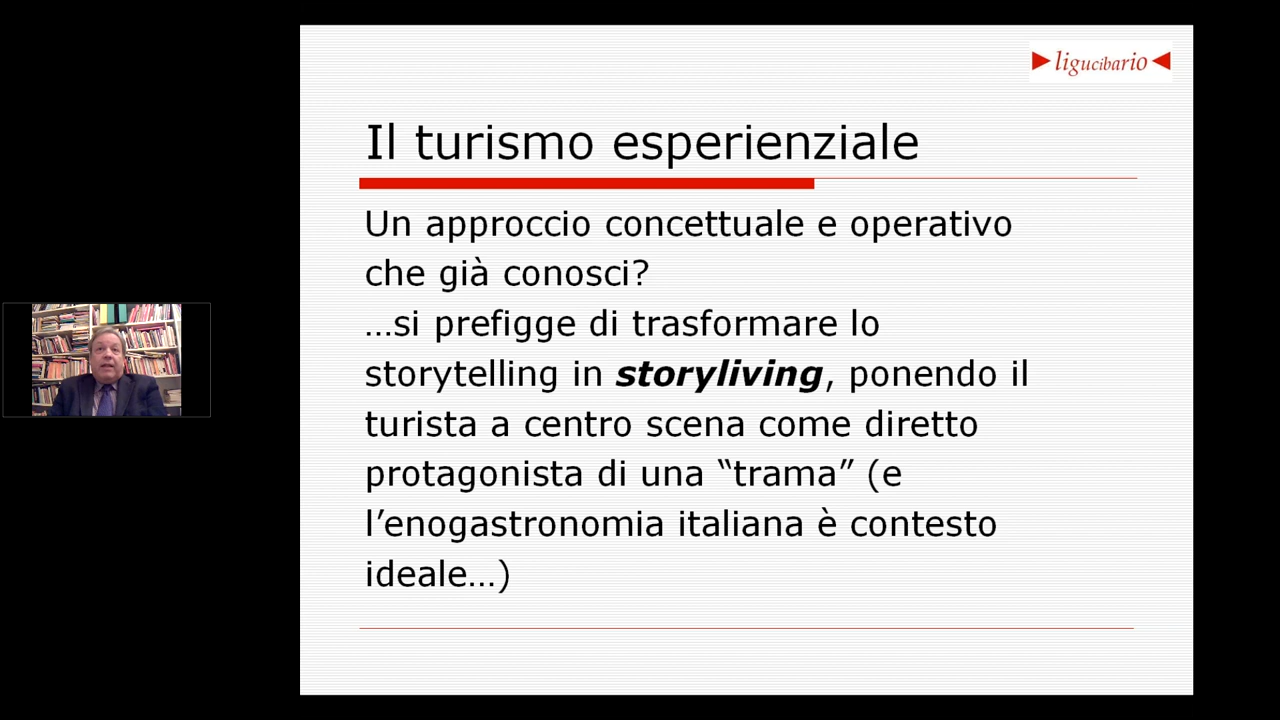 ligucibario
Il turismo esperienziale
Un approccio concettuale e operativo
che già conosci?
…si prefigge di trasformare lo
storytelling in storyliving, ponendo il
turista a centro scena come diretto
protagonista di una “trama” (e
l’enogastronomia italiana è contesto
ideale…)